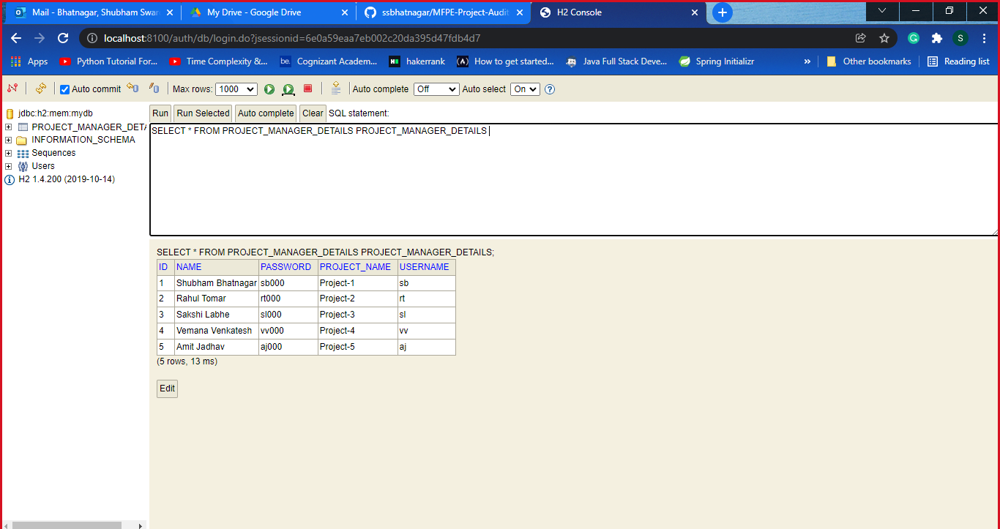 Mail - Bhatnagar, Shubham Swar
My Drive - Google Drive
ssbhatnagar/MFPE-Project-Audit
H2 Console
localhost:8100/auth/db/login.do?jsessionid=6e0a59eaa7eb002c20da395d47fdb4d7
S
Apps
Python Tutorial For...
Time Complexity &...
be. Cognizant Academ...
hakerrank
How to get started...
Java Full Stack Deve...
Spring Initializr
»
Other bookmarks
Reading list
Auto commit
Max rows: 1000
Auto complete Off
Auto select On
jdbc:h2:mem:mydb
PROJECT_MANAGER_DETA
INFORMATION_SCHEMA
Sequences
Users
H2 1.4.200 (2019-10-14)
Run Run Selected Auto complete Clear SQL statement:
SELECT * FROM PROJECT_MANAGER_DETAILS PROJECT_MANAGER_DETAILS
SELECT * FROM PROJECT_MANAGER_DETAILS PROJECT_MANAGER_DETAILS;
ID NAME PASSWORD PROJECT_NAME USERNAME
1 Shubham Bhatnagar sb000 Project-1 sb
2 Rahul Tomar rt000 Project-2 rt
3 Sakshi Labhe sl000 Project-3 sl
4 Vemana Venkatesh vv000 Project-4 vv
5 Amit Jadhav aj000 Project-5 aj
(5 rows, 13 ms)
Edit